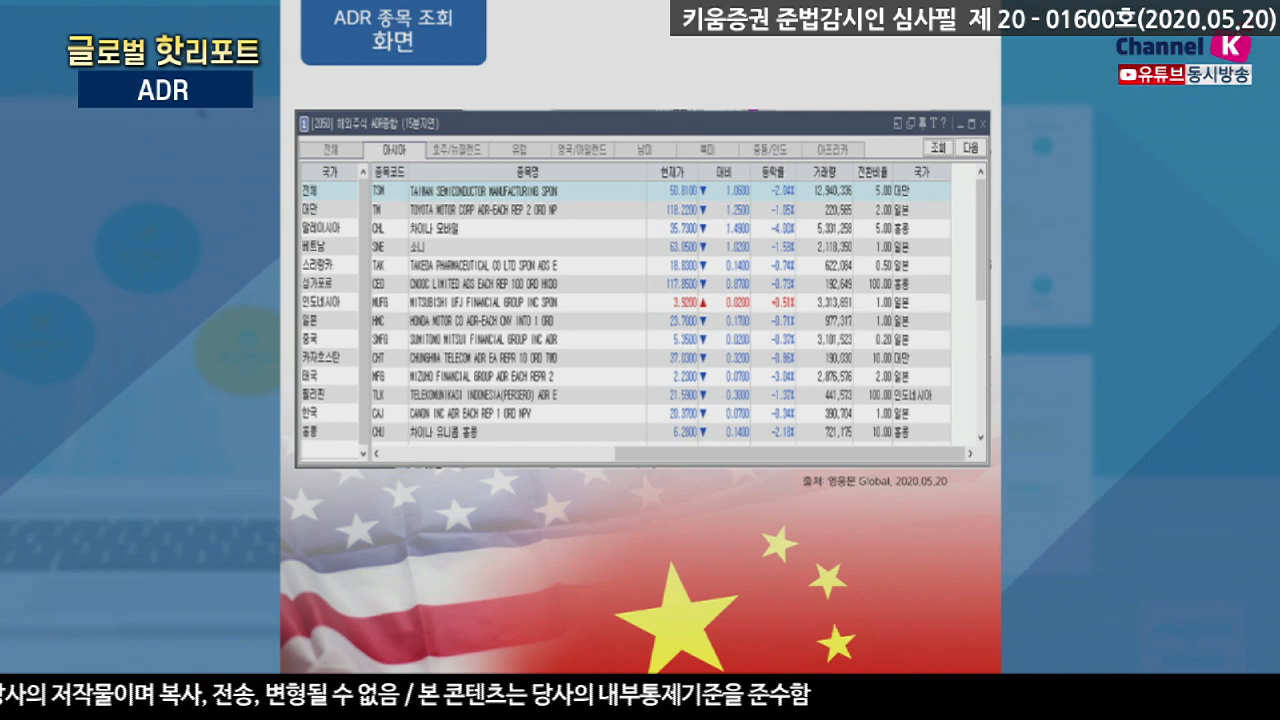 ADR 종목 조회
화면
키움증권 준법감시인 심사필 제 20 - 01600호(2020.05.20)
글로벌 핫리포트
ADR
Channel K
유튜브동시방송
1 [2050] 해외주식 ADR종합 (15분지연)
전체 아시아 호주/뉴질랜드 유럽 영국/아일랜드 남미 북미 중동/인도 아프리카 조회 다음
국가 종목코드 종목명 현재가 대비 등락률 거래량 전환비율 국가
전체 TSM TAIWAN SEMICONDUCTOR MANUFACTURING SPON 50.8100 ▼ 1.0600 -2.04% 12,940,336 5.00 대만
대만 TM TOYOTA MOTOR CORP ADR-EACH REP 2 ORD NP 118.2200 ▼ 1.2500 -1.05% 220,565 2.00 일본
말레이시아 CHL 차이나 모바일 35.7300 ▼ 1.4900 -4.00% 5,331,258 5.00 홍콩
베트남 SNE 소니 63.0500 ▼ 1.0200 -1.59% 2,118,350 1.00 일본
스리랑카 TAK TAKEDA PHARMACEUTICAL CO LTD SPON ADS E 18.8300 ▼ 0.1400 -0.74% 622,084 0.50 일본
싱가포르 CEO CNOOC LIMITED ADS EACH REP 100 ORD HKD0 117.8500 ▼ 0.8700 -0.73% 192,649 100.00 홍콩
인도네시아 MUFG MITSUBISHI UFJ FINANCIAL GROUP INC SPON 3.9200 ▲ 0.0200 +0.51% 3,313,691 1.00 일본
일본 HMC HONDA MOTOR CO ADR-EACH CNV INTO 1 ORD 23.7000 ▼ 0.1700 -0.71% 977,317 1.00 일본
중국 SMFG SUMITOMO MITSUI FINANCIAL GROUP INC ADR 5.3500 ▼ 0.0200 -0.37% 3,101,523 0.20 일본
카자흐스탄 CHT CHUNGHWA TELECOM ADR EA REPR 10 ORD TWD 37.0300 ▼ 0.3200 -0.86% 190,030 10.00 대만
태국 MFG MIZUHO FINANCIAL GROUP ADR EACH REPR 2 2.2300 ▼ 0.0700 -3.04% 2,876,576 2.00 일본
필리핀 TLK TELEKOMUNIKASI INDONESIA(PERSERO) ADR E 21.5900 ▼ 0.3000 -1.37% 441,573 100.00 인도네시아
한국 CAJ CANON INC ADR EACH REP 1 ORD NPV 20.3700 ▼ 0.0700 -0.34% 390,704 1.00 일본
홍콩 CHU 차이나 유니콤 홍콩 6.2800 ▼ 0.1400 -2.18% 721,175 10.00 홍콩
출처: 영웅문 Global, 2020.05.20
당사의 저작물이며 복사, 전송, 변형될 수 없음 / 본 콘텐츠는 당사의 내부통제기준을 준수함